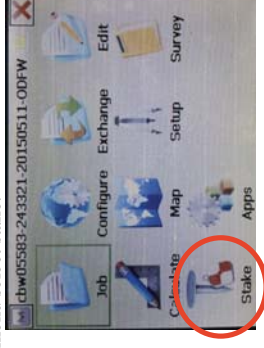 cbw05583-243321-20150511-ODFW
Job Configure Exchange Edit
Calculate Map Setup Survey
Stake Apps